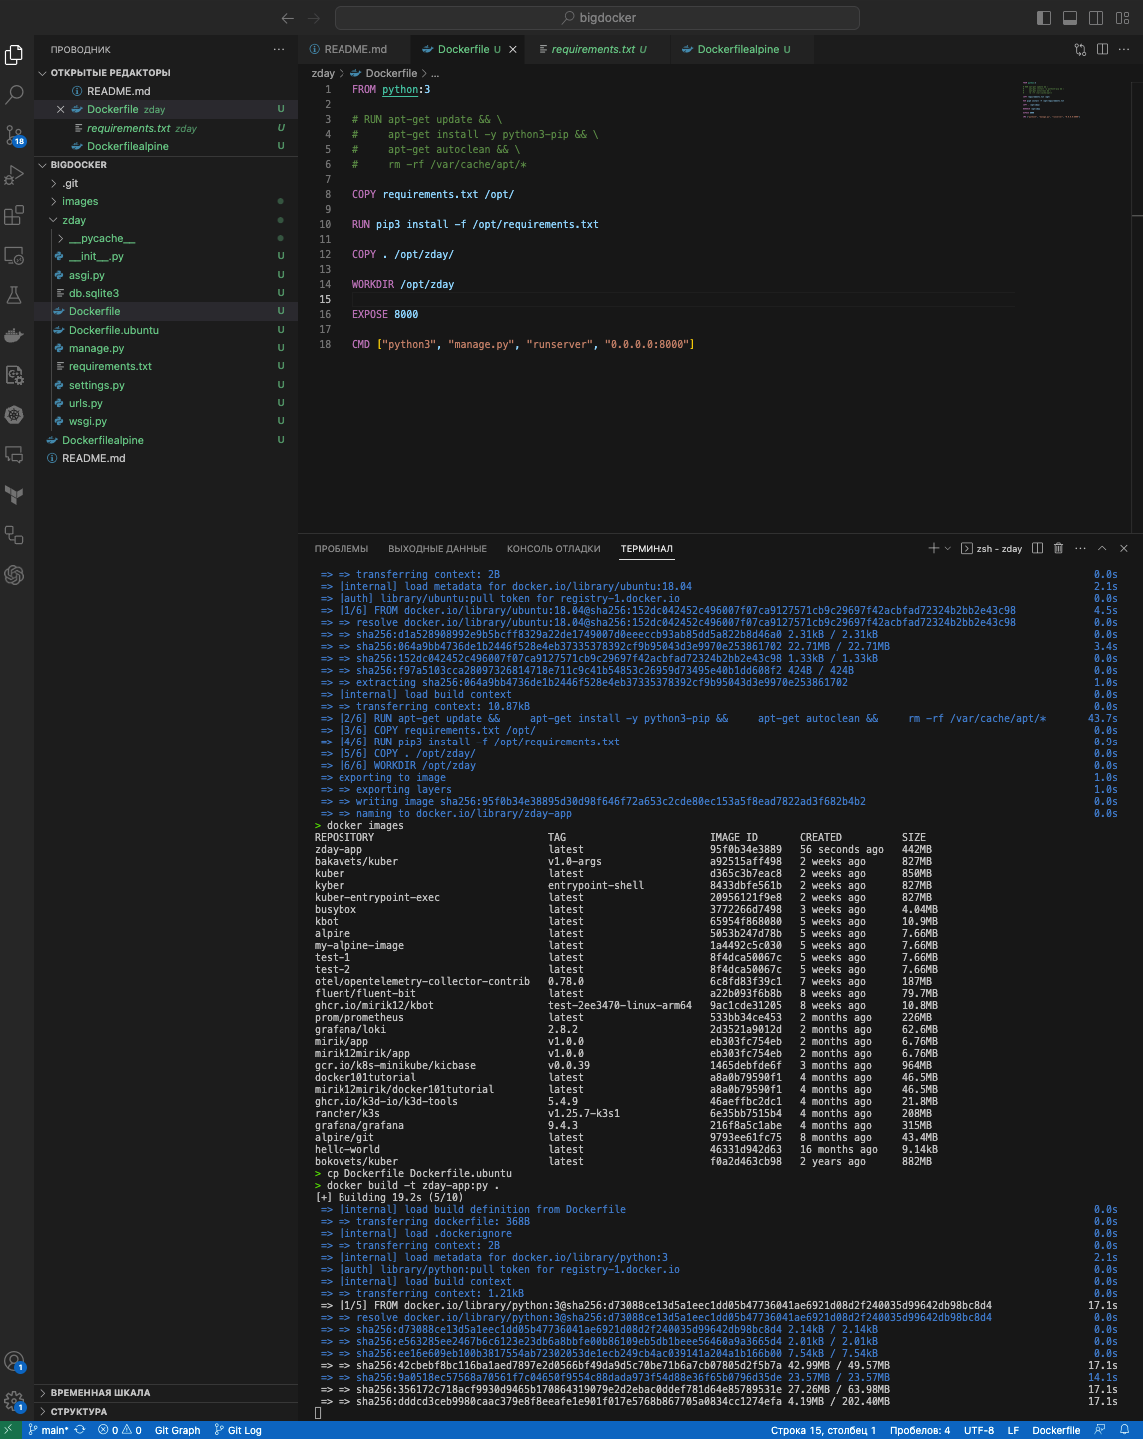 bigdocker
ПРОВОДНИК
ОТКРЫТЫЕ РЕДАКТОРЫ
README.md
Dockerfile zday U
requirements.txt zday U
Dockerfilealpine U
BIGDOCKER
.git
images
zday
__pycache__
__init__.py U
asgi.py U
db.sqlite3 U
Dockerfile U
Dockerfile.ubuntu U
manage.py U
requirements.txt U
settings.py U
urls.py U
wsgi.py U
Dockerfilealpine U
README.md
ВРЕМЕННАЯ ШКАЛА
СТРУКТУРА
18
1
1
README.md Dockerfile U requirements.txt U Dockerfilealpine U
zday > Dockerfile > ...
1 FROM python:3
2
3 # RUN apt-get update && \
4 #     apt-get install -y python3-pip && \
5 #     apt-get autoclean && \
6 #     rm -rf /var/cache/apt/*
7
8 COPY requirements.txt /opt/
9
10 RUN pip3 install -f /opt/requirements.txt
11
12 COPY . /opt/zday/
13
14 WORKDIR /opt/zday
15
16 EXPOSE 8000
17
18 CMD ["python3", "manage.py", "runserver", "0.0.0.0:8000"]
ПРОБЛЕМЫ ВЫХОДНЫЕ ДАННЫЕ КОНСОЛЬ ОТЛАДКИ ТЕРМИНАЛ zsh - zday
=> => transferring context: 2B 0.0s
=> [internal] load metadata for docker.io/library/ubuntu:18.04 2.1s
=> [auth] library/ubuntu:pull token for registry-1.docker.io 0.0s
=> [1/6] FROM docker.io/library/ubuntu:18.04@sha256:152dc042452c496007f07ca9127571cb9c29697f42acbfad72324b2bb2e43c98 4.5s
=> => resolve docker.io/library/ubuntu:18.04@sha256:152dc042452c496007f07ca9127571cb9c29697f42acbfad72324b2bb2e43c98 0.0s
=> => sha256:d1a528908992e9b5bcff8329a22de1749007d0eeeccb93ab85dd5a822b8d46a0 2.31kB / 2.31kB 0.0s
=> => sha256:064a9bb4736de1b2446f528e4eb37335378392cf9b95043d3e9970e253861702 22.71MB / 22.71MB 3.4s
=> => sha256:152dc042452c496007f07ca9127571cb9c29697f42acbfad72324b2bb2e43c98 1.33kB / 1.33kB 0.0s
=> => sha256:f97a5103cca28097326814718e711c9c41b54853c26959d73495e40b1dd608f2 424B / 424B 0.0s
=> => extracting sha256:064a9bb4736de1b2446f528e4eb37335378392cf9b95043d3e9970e253861702 1.0s
=> [internal] load build context 0.0s
=> => transferring context: 10.87kB 0.0s
=> [2/6] RUN apt-get update &&     apt-get install -y python3-pip &&     apt-get autoclean &&     rm -rf /var/cache/apt/* 43.7s
=> [3/6] COPY requirements.txt /opt/ 0.0s
=> [4/6] RUN pip3 install -f /opt/requirements.txt 0.9s
=> [5/6] COPY . /opt/zday/ 0.0s
=> [6/6] WORKDIR /opt/zday 0.0s
=> exporting to image 1.0s
=> => exporting layers 1.0s
=> => writing image sha256:95f0b34e38895d30d98f646f72a653c2cde80ec153a5f8ead7822ad3f682b4b2 0.0s
=> => naming to docker.io/library/zday-app 0.0s
> docker images
REPOSITORY TAG IMAGE ID CREATED SIZE
zday-app latest 95f0b34e3889 56 seconds ago 442MB
bakavets/kuber v1.0-args a92515aff498 2 weeks ago 827MB
kuber latest d365c3b7eac8 2 weeks ago 850MB
kyber entrypoint-shell 8433dbfe561b 2 weeks ago 827MB
kuber-entrypoint-exec latest 20956121f9e8 2 weeks ago 827MB
busybox latest 3772266d7498 3 weeks ago 4.04MB
kbot latest 65954f868080 5 weeks ago 10.9MB
alpine latest 5053b247d78b 5 weeks ago 7.66MB
my-alpine-image latest 1a4492c5c030 5 weeks ago 7.66MB
test-1 latest 8f4dca50067c 5 weeks ago 7.66MB
test-2 latest 8f4dca50067c 5 weeks ago 7.66MB
otel/opentelemetry-collector-contrib 0.78.0 6c8fd83f39c1 7 weeks ago 187MB
fluent/fluent-bit latest a22b093f6b8b 8 weeks ago 79.7MB
ghcr.io/mirik12/kbot test-2ee3470-linux-arm64 9ac1cde31205 8 weeks ago 10.8MB
prom/prometheus latest 533bb34ce453 2 months ago 226MB
grafana/loki 2.8.2 2d3521a9012d 2 months ago 62.6MB
mirik/app v1.0.0 eb303fc754eb 2 months ago 6.76MB
mirik12mirik/app v1.0.0 eb303fc754eb 2 months ago 6.76MB
gcr.io/k8s-minikube/kicbase v0.0.39 1465debfde6f 3 months ago 964MB
docker101tutorial latest a8a0b79590f1 4 months ago 46.5MB
mirik12mirik/docker101tutorial latest a8a0b79590f1 4 months ago 46.5MB
ghcr.io/k3d-io/k3d-tools 5.4.9 46aeffbc2dc1 4 months ago 21.8MB
rancher/k3s v1.25.7-k3s1 6e35bb7515b4 4 months ago 208MB
grafana/grafana 9.4.3 216f8a5c1abe 4 months ago 315MB
alpine/git latest 9793ee61fc75 8 months ago 43.4MB
hello-world latest 46331d942d63 16 months ago 9.14kB
bokovets/kuber latest f0a2d463cb98 2 years ago 882MB
> cp Dockerfile Dockerfile.ubuntu
> docker build -t zday-app:py .
[+] Building 19.2s (5/10)
=> [internal] load build definition from Dockerfile 0.0s
=> => transferring dockerfile: 368B 0.0s
=> [internal] load .dockerignore 0.0s
=> => transferring context: 2B 0.0s
=> [internal] load metadata for docker.io/library/python:3 2.1s
=> [auth] library/python:pull token for registry-1.docker.io 0.0s
=> [internal] load build context 0.0s
=> => transferring context: 1.21kB 0.0s
=> [1/5] FROM docker.io/library/python:3@sha256:d73088ce13d5a1eec1dd05b47736041ae6921d08d2f240035d99642db98bc8d4 17.1s
=> => resolve docker.io/library/python:3@sha256:d73088ce13d5a1eec1dd05b47736041ae6921d08d2f240035d99642db98bc8d4 0.0s
=> => sha256:d73088ce13d5a1eec1dd05b47736041ae6921d08d2f240035d99642db98bc8d4 2.14kB / 2.14kB 0.0s
=> => sha256:e563285ee2467b6c6123e23db6a8bbfe00b86109eb5db1beee56460a9a3665d4 2.01kB / 2.01kB 0.0s
=> => sha256:ee16e609eb100b3817554ab72302053de1ecb249cb4ac039141a204a1b166b00 7.54kB / 7.54kB 0.0s
=> => sha256:42cbebf8bc116ba1aed7897e2d0566bf49da9d5c70be71b6a7cb07805d2f5b7a 42.99MB / 49.57MB 17.1s
=> => sha256:9a0518ec57568a70561f7c04650f9554c88dada973f54d88e36f65b0796d35de 23.57MB / 23.57MB 14.1s
=> => sha256:356172c718acf9930d9465b170864319079e2d2ebac0ddef781d64e85789531e 27.26MB / 63.98MB 17.1s
=> => sha256:dddcd3ceb9980caac379e8f8eeafe1e901f017e5768b867705a0834cc1274efa 4.19MB / 202.40MB 17.1s
main* 0 0 Git Graph Git Log Строка 15, столбец 1 Пробелов: 4 UTF-8 LF Dockerfile